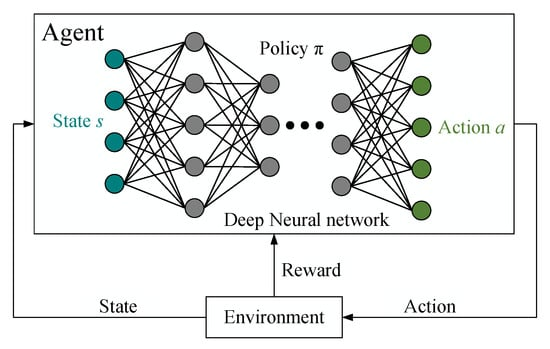 Agent
Policy π
State s
Action a
Deep Neural network
Reward
State
Action
Environment